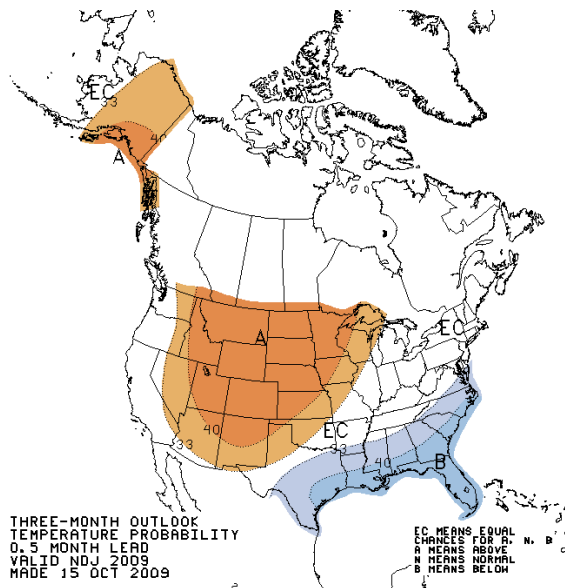 EC
33
40
A
A
EC
40
33
EC
33
40
B
THREE-MONTH OUTLOOK
TEMPERATURE PROBABILITY
0.5 MONTH LEAD
VALID NDJ 2009
MADE 15 OCT 2009
EC MEANS EQUAL
CHANCES FOR A, N, B
A MEANS ABOVE
N MEANS NORMAL
B MEANS BELOW